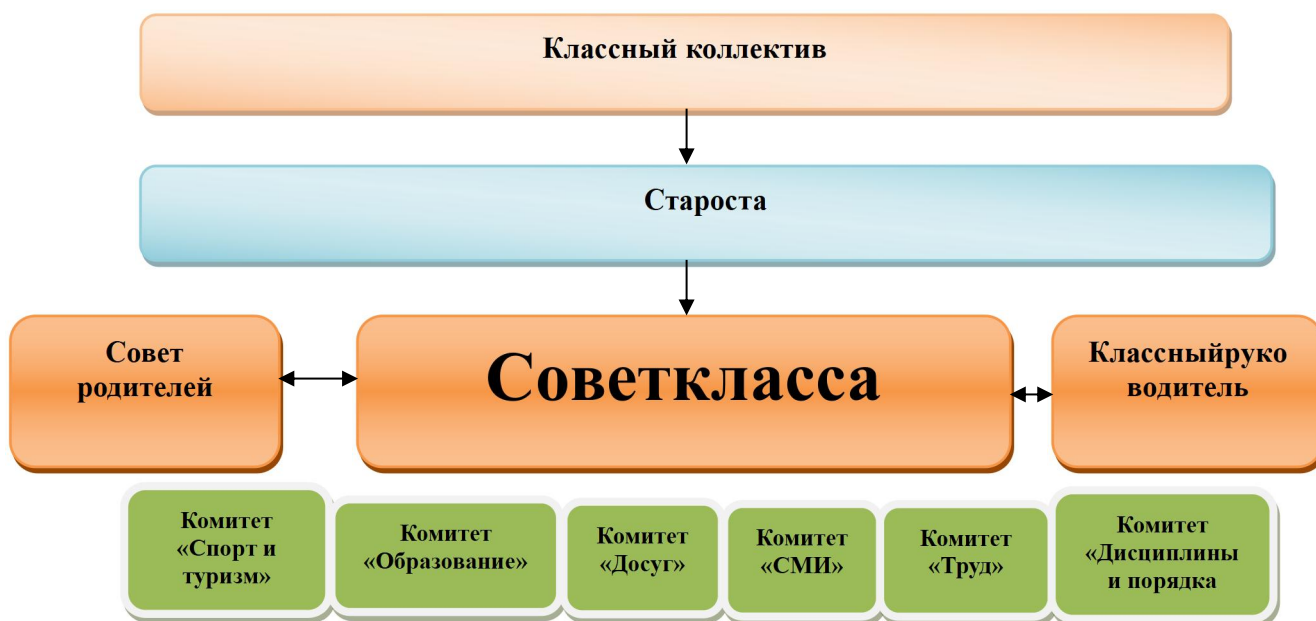 Классный коллектив
Староста
Совет
родителей
Советкласса
Классныйруко
водитель
Комитет
«Спорт и
туризм»
Комитет
«Образование»
Комитет
«Досуг»
Комитет
«СМИ»
Комитет
«Труд»
Комитет
«Дисциплины
и порядка